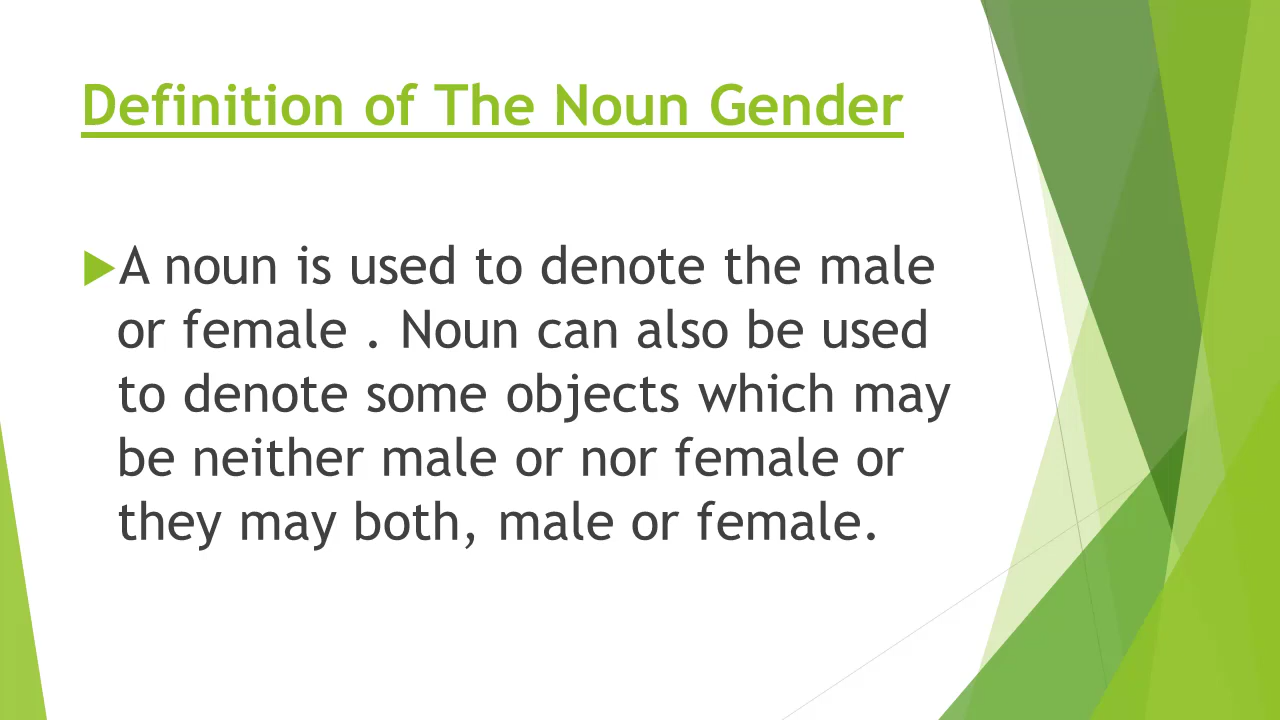 Definition of The Noun Gender
A noun is used to denote the male
or female . Noun can also be used
to denote some objects which may
be neither male or nor female or
they may both, male or female.